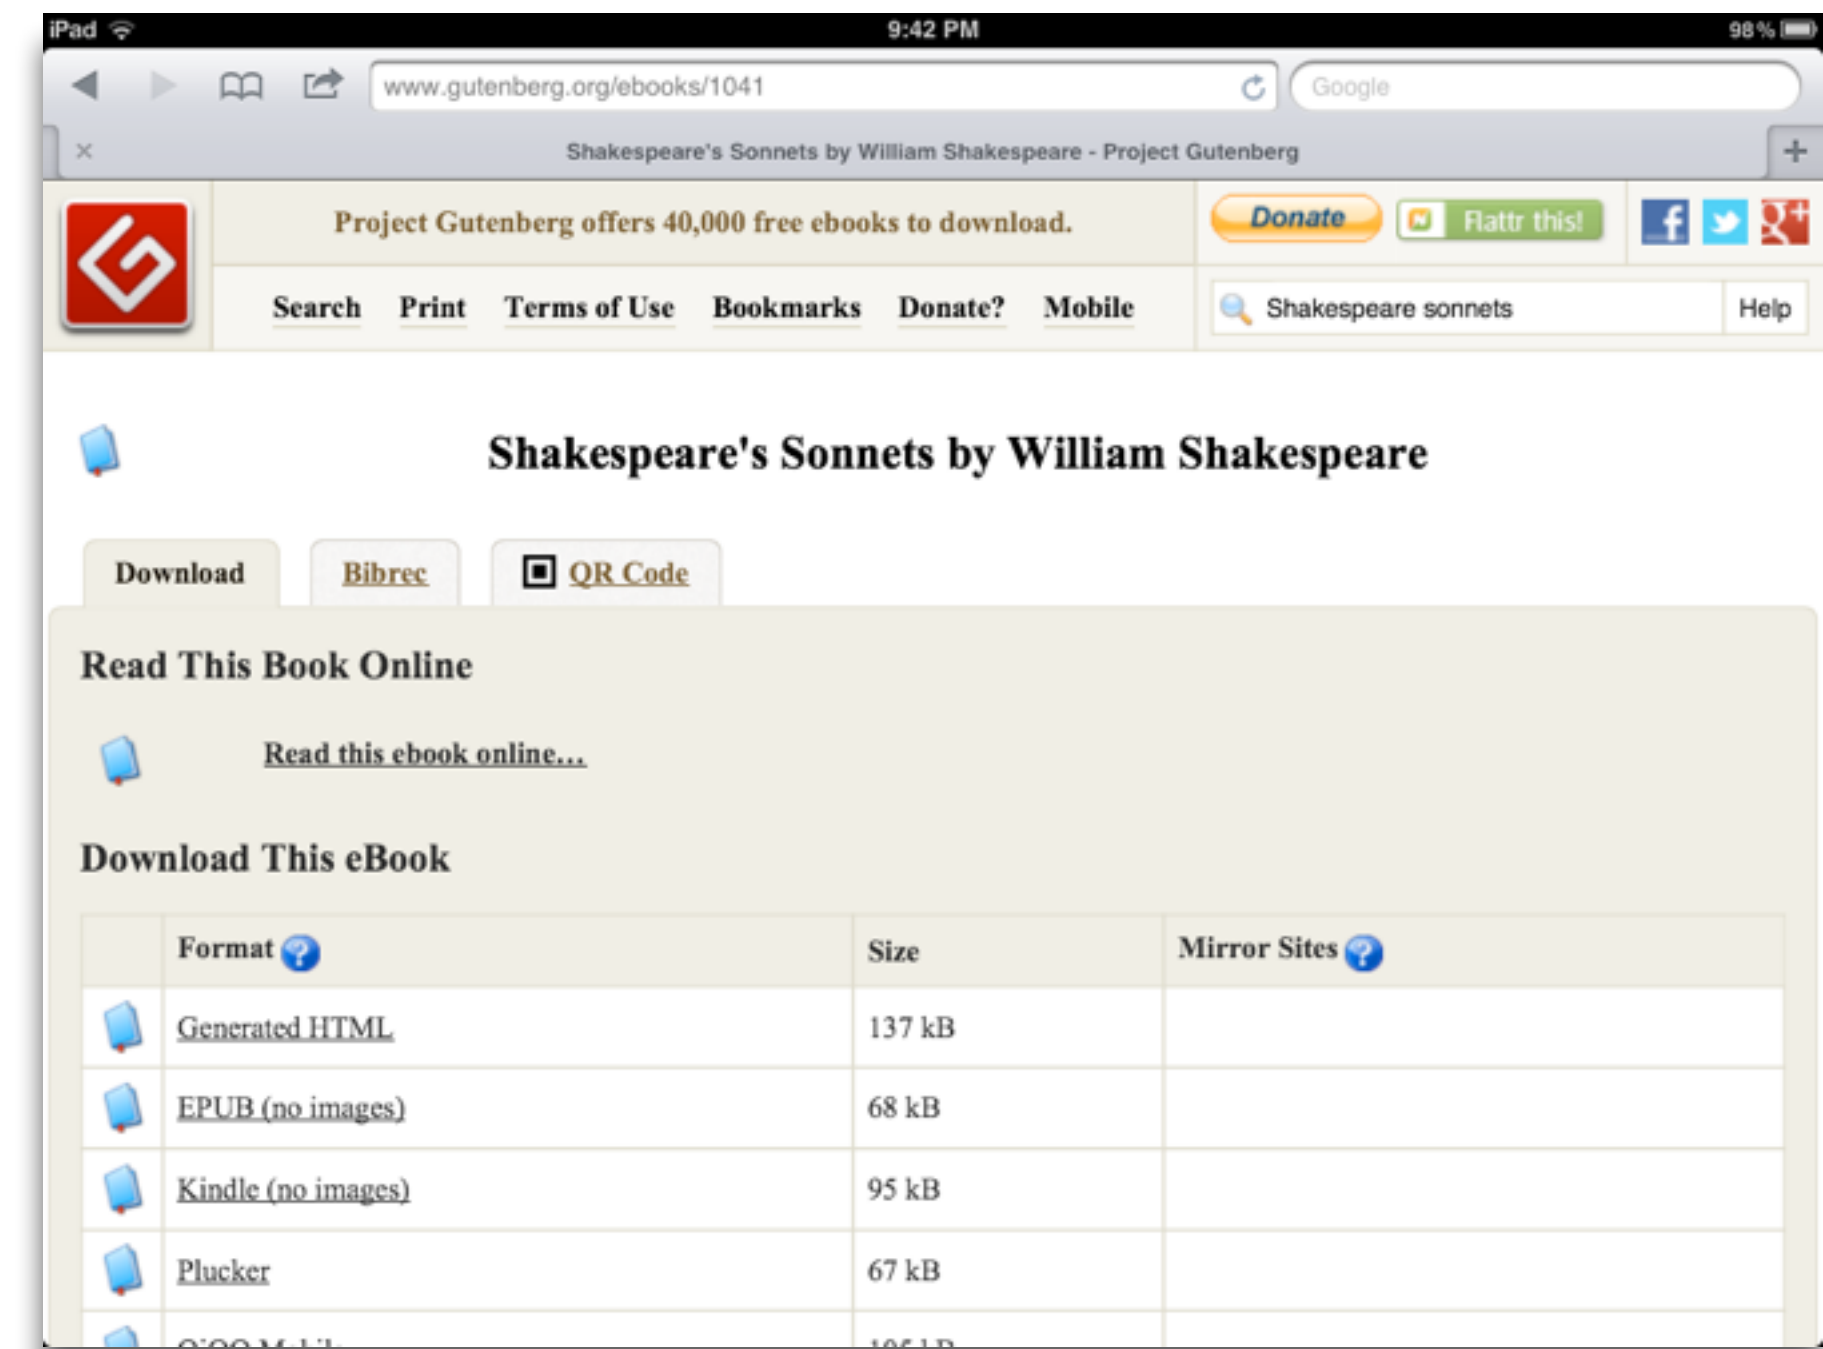 iPad 9:42 PM 98%
www.gutenberg.org/ebooks/1041 Google
Shakespeare's Sonnets by William Shakespeare - Project Gutenberg
Project Gutenberg offers 40,000 free ebooks to download. Donate Flattr this!
Search Print Terms of Use Bookmarks Donate? Mobile Shakespeare sonnets Help
Shakespeare's Sonnets by William Shakespeare
Download Bibrec QR Code
Read This Book Online
Read this ebook online...
Download This eBook
Format Size Mirror Sites
Generated HTML 137 kB
EPUB (no images) 68 kB
Kindle (no images) 95 kB
Plucker 67 kB